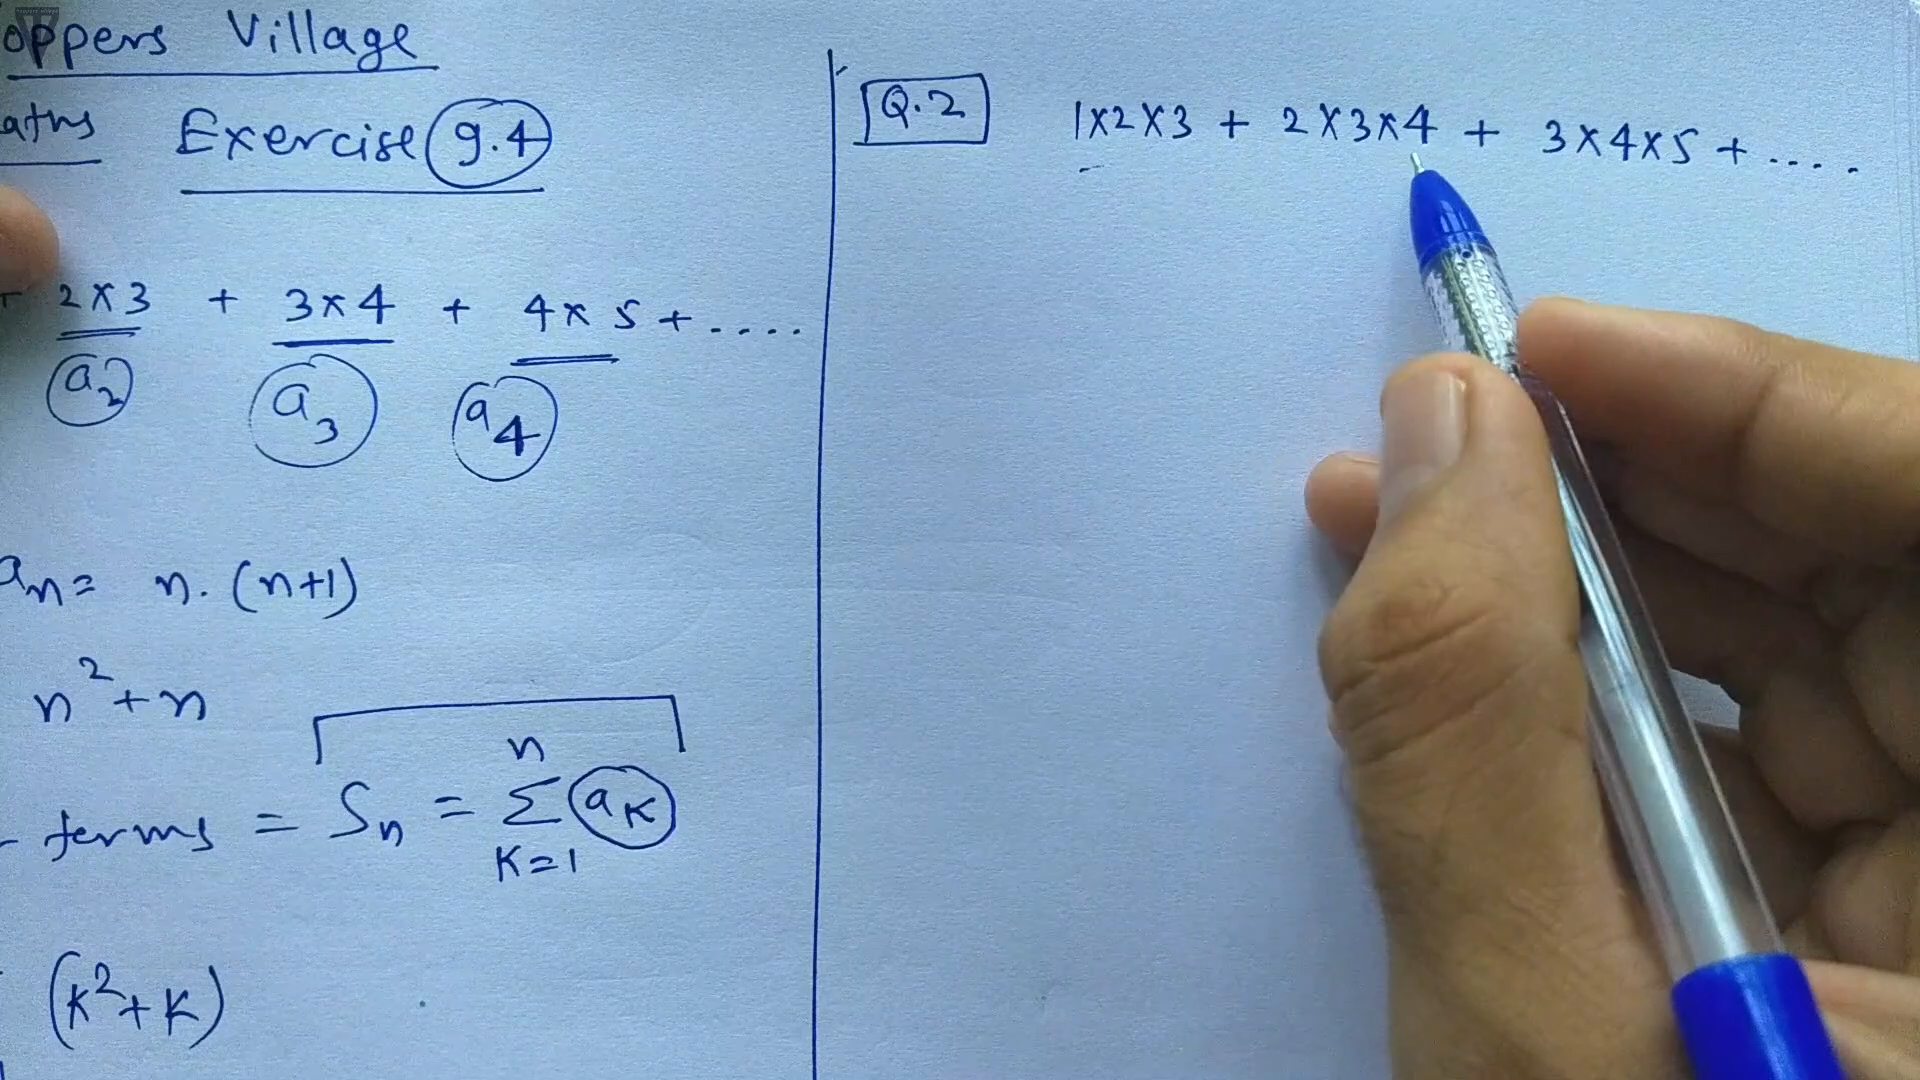 oppers Village
aths Exercise 9.4
+ 2×3 + 3×4 + 4×5 + ....
a2 a3 a4
an = n.(n+1)
n²+n
terms = Sn = n Σ K=1 aK
(K²+K)
Q.2 1×2×3 + 2×3×4 + 3×4×5 + ....